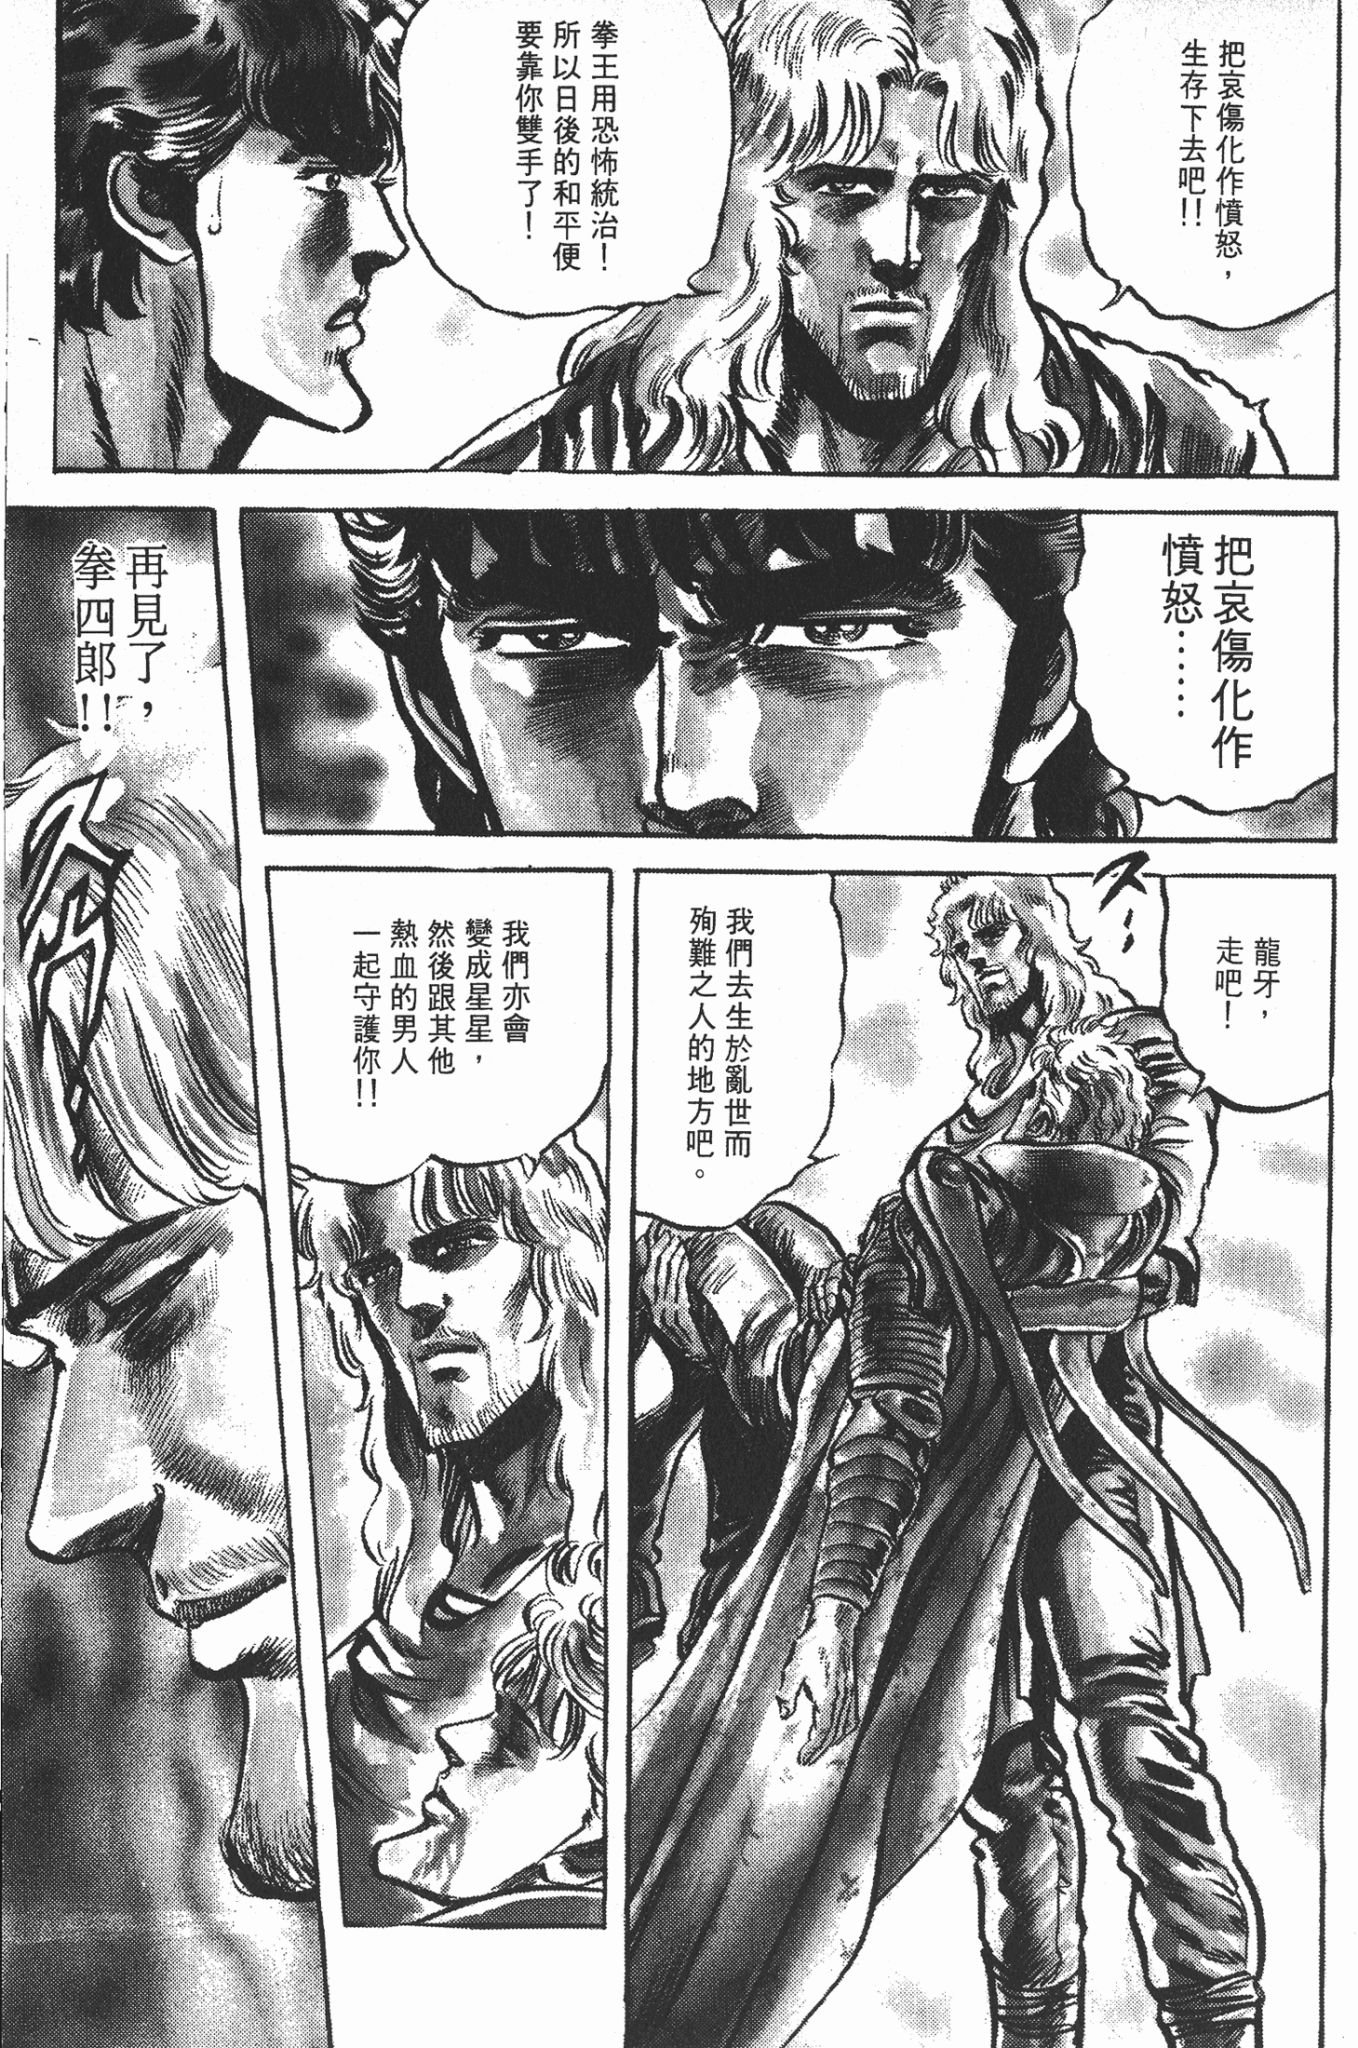 把哀傷化作憤怒，
生存下去吧!!
拳王用恐怖統治！
所以日後的和平便
要靠你雙手了！
把哀傷化作
憤怒……
龍牙，
走吧！
スー
我們去生於亂世而
殉難之人的地方吧。
我們亦會
變成星星，
然後跟其他
熱血的男人
一起守護你!!
再見了，
拳四郎!!